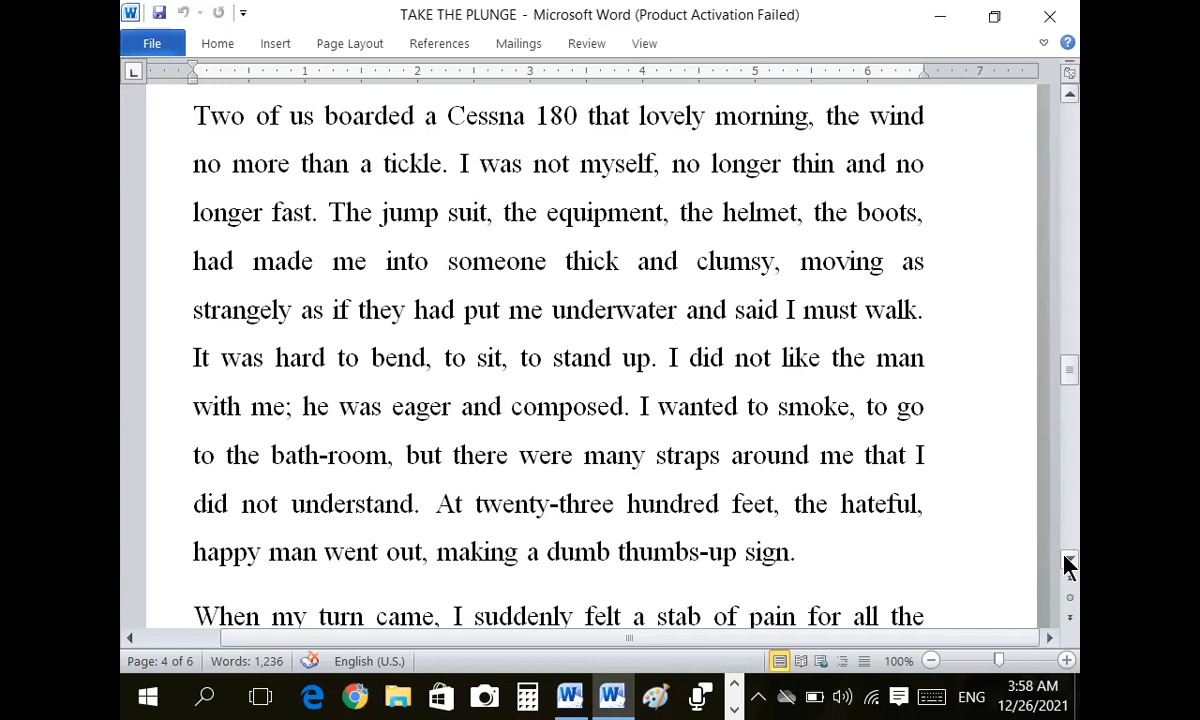 TAKE THE PLUNGE - Microsoft Word (Product Activation Failed)
File Home Insert Page Layout References Mailings Review View
1 2 3 4 5 6 7
Two of us boarded a Cessna 180 that lovely morning, the wind
no more than a tickle. I was not myself, no longer thin and no
longer fast. The jump suit, the equipment, the helmet, the boots,
had made me into someone thick and clumsy, moving as
strangely as if they had put me underwater and said I must walk.
It was hard to bend, to sit, to stand up. I did not like the man
with me; he was eager and composed. I wanted to smoke, to go
to the bath-room, but there were many straps around me that I
did not understand. At twenty-three hundred feet, the hateful,
happy man went out, making a dumb thumbs-up sign.
When my turn came, I suddenly felt a stab of pain for all the
Page: 4 of 6 Words: 1,236 English (U.S.) 100%
ENG 3:58 AM
12/26/2021